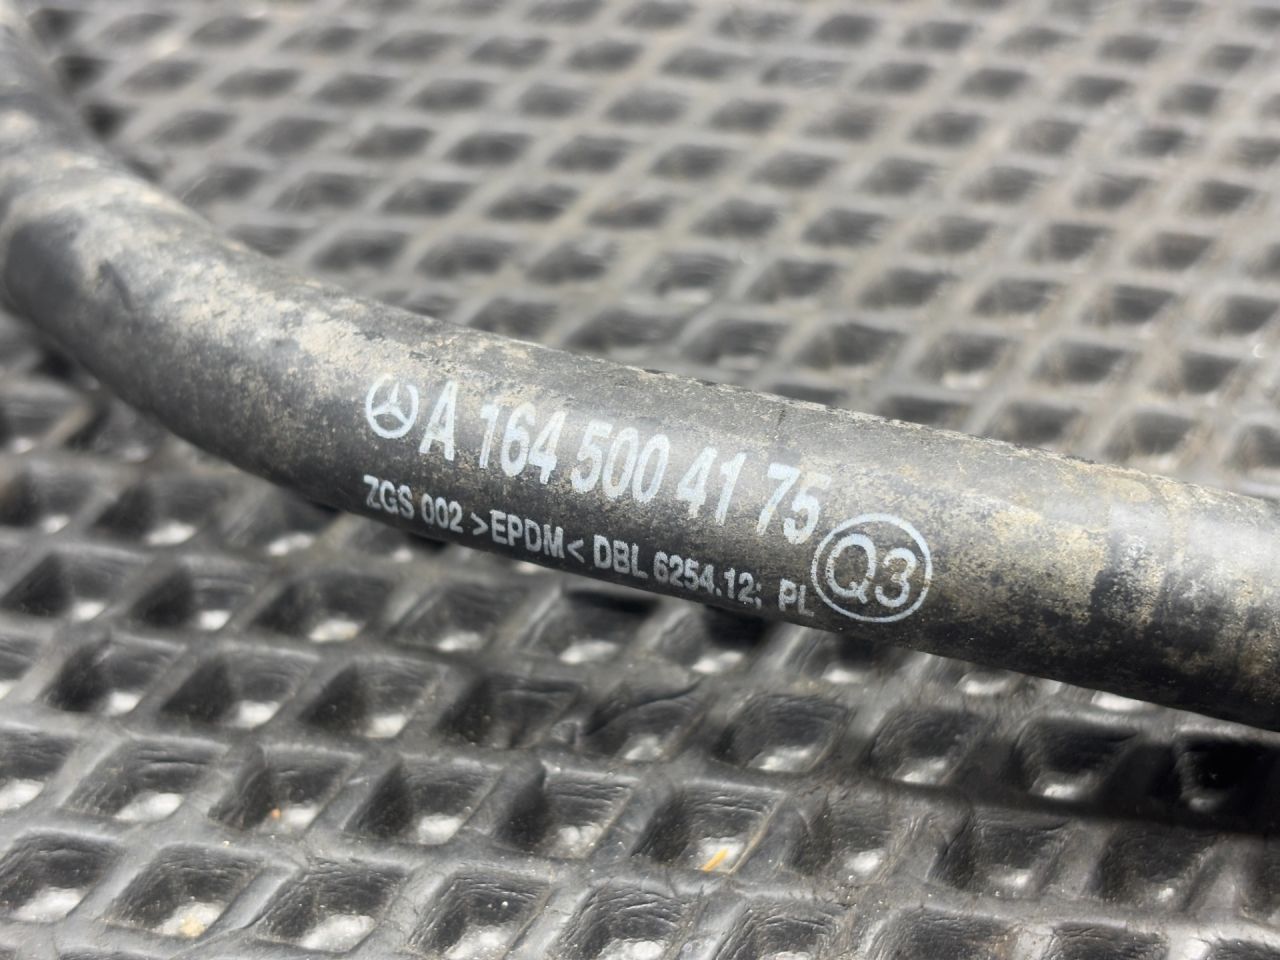 A 164 500 41 75
ZGS 002 >EPDM< DBL 6254.12; PL Q3